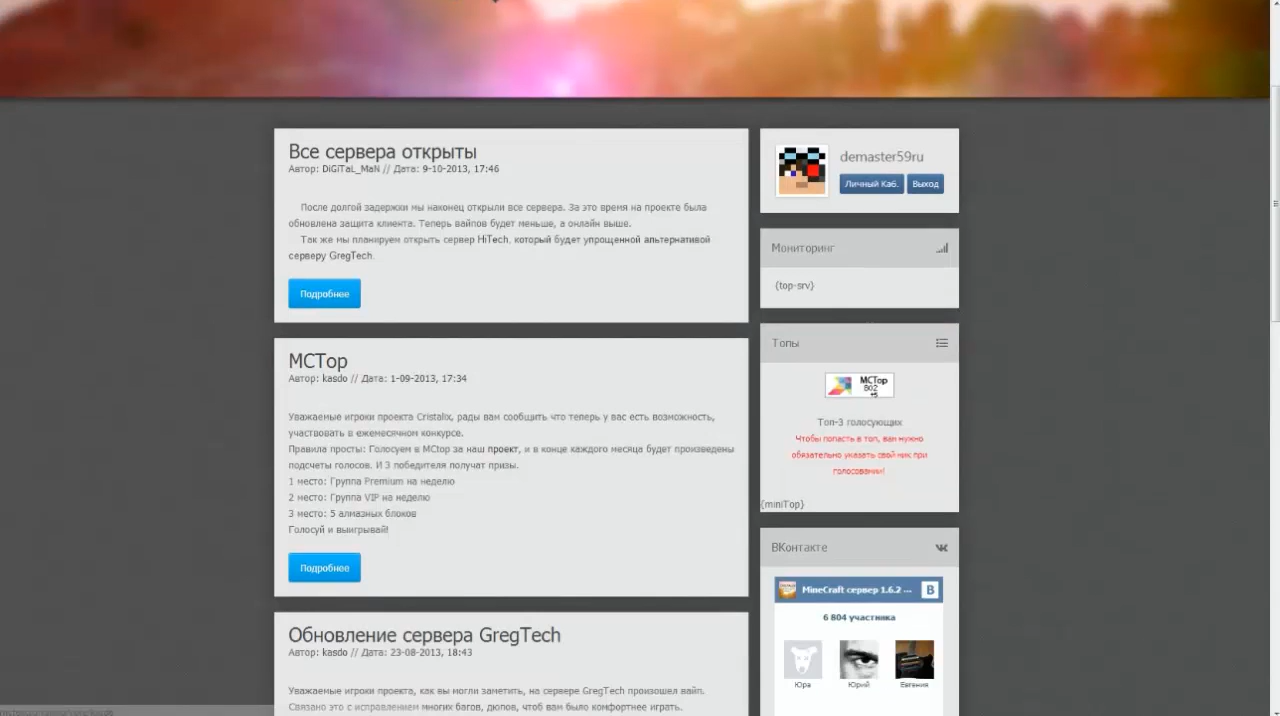 Все сервера открыты
Автор: DiGiTaL_MaN // Дата: 9-10-2013, 17:46
После долгой задержки мы наконец открыли все сервера. За это время на проекте была
обновлена защита клиента. Теперь вайпов будет меньше, а онлайн выше.
Так же мы планируем открыть сервер HiTech, который будет упрощенной альтернативой
серверу GregTech.
Подробнее
MCTop
Автор: kasdo // Дата: 1-09-2013, 17:34
Уважаемые игроки проекта Cristalix, рады вам сообщить что теперь у вас есть возможность,
участвовать в ежемесячном конкурсе.
Правила просты: Голосуем в MCtop за наш проект, и в конце каждого месяца будет произведены
подсчеты голосов. И 3 победителя получат призы.
1 место: Группа Premium на неделю
2 место: Группа VIP на неделю
3 место: 5 алмазных блоков
Голосуй и выигрывай!
Подробнее
Обновление сервера GregTech
Автор: kasdo // Дата: 23-08-2013, 18:43
Уважаемые игроки проекта, как вы могли заметить, на сервере GregTech произошел вайп.
Связано это с исправлением многих багов, дюпов, чтоб вам было комфортнее играть.
demaster59ru
Личный Каб.
Выход
Мониторинг
{top-srv}
Топы
MCTop
802
+5
Топ-3 голосующих
Чтобы попасть в топ, вам нужно
обязательно указать свой ник при
голосовании!
{miniTop}
ВКонтакте
MineCraft сервер 1.6.2 ...
В
6 804 участника
Юра
Юрий
Евгения